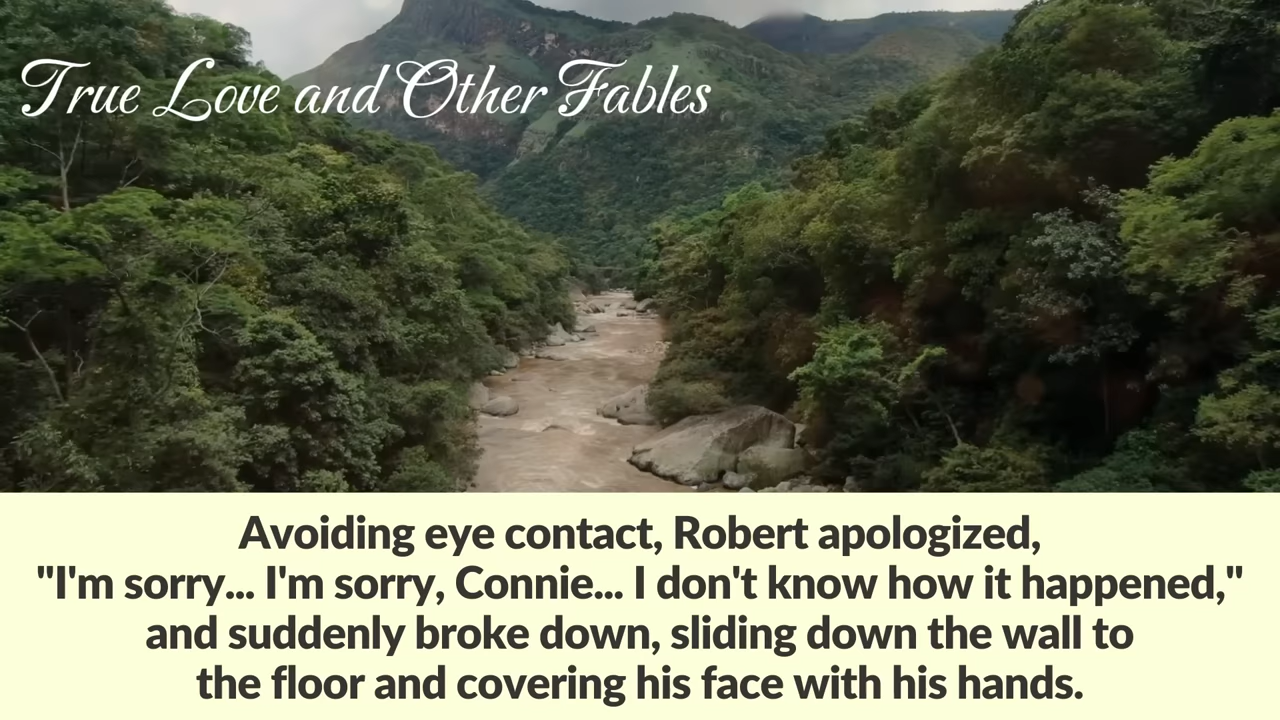 True Love and Other Fables
Avoiding eye contact, Robert apologized,
"I'm sorry... I'm sorry, Connie... I don't know how it happened,"
and suddenly broke down, sliding down the wall to
the floor and covering his face with his hands.